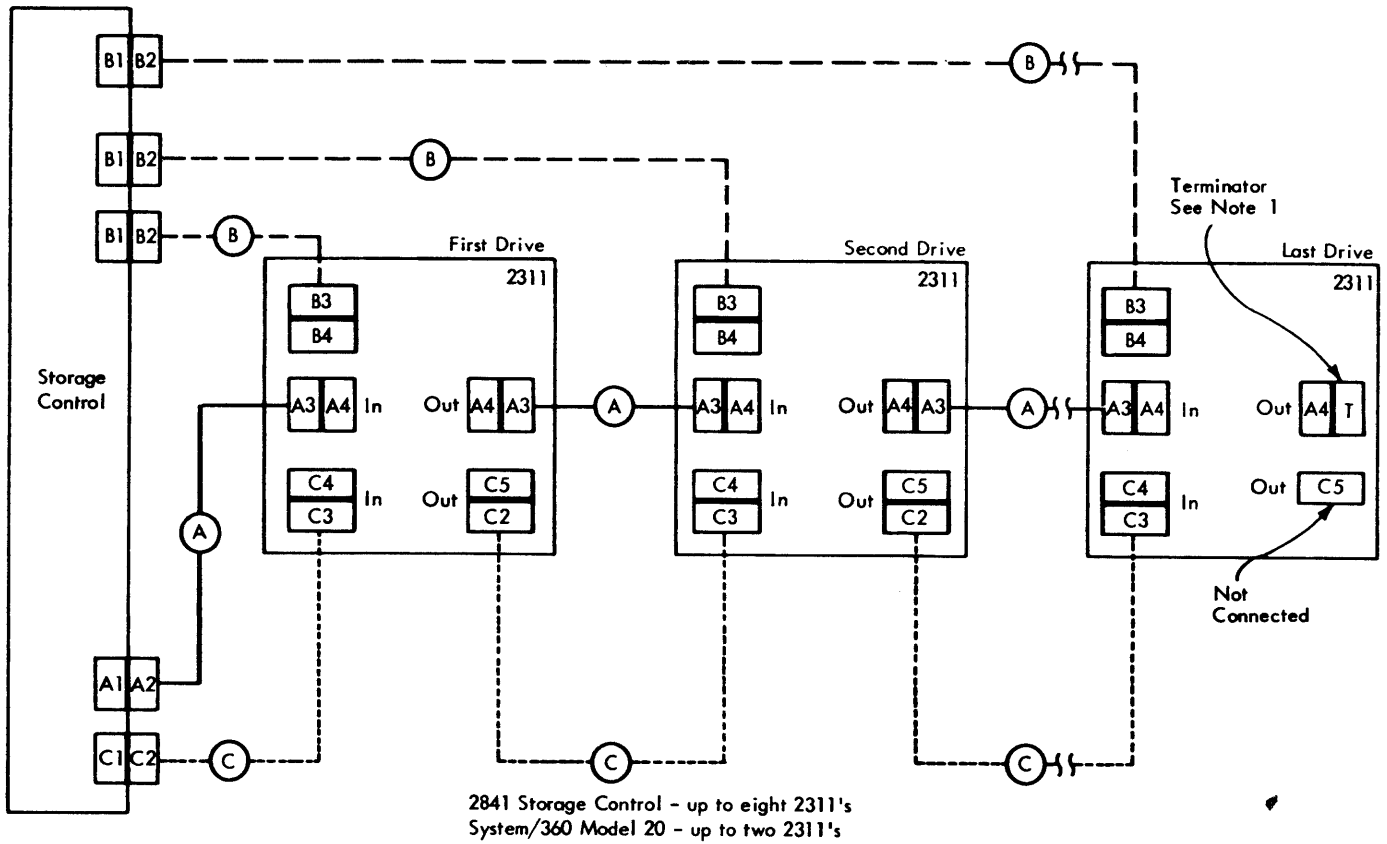 B1 B2
B
B1 B2
B
B1 B2
B
Storage
Control
First Drive
2311
B3
B4
A3 A4 In
Out A4 A3
C4
C3
In
Out
C5
C2
A
Second Drive
2311
B3
B4
A3 A4 In
Out A4 A3
C4
C3
In
Out
C5
C2
A
Terminator
See Note 1
Last Drive
2311
B3
B4
A3 A4 In
Out A4 T
C4
C3
In
Out C5
Not
Connected
A
A1 A2
C1 C2
C
C
C
2841 Storage Control - up to eight 2311's
System/360 Model 20 - up to two 2311's